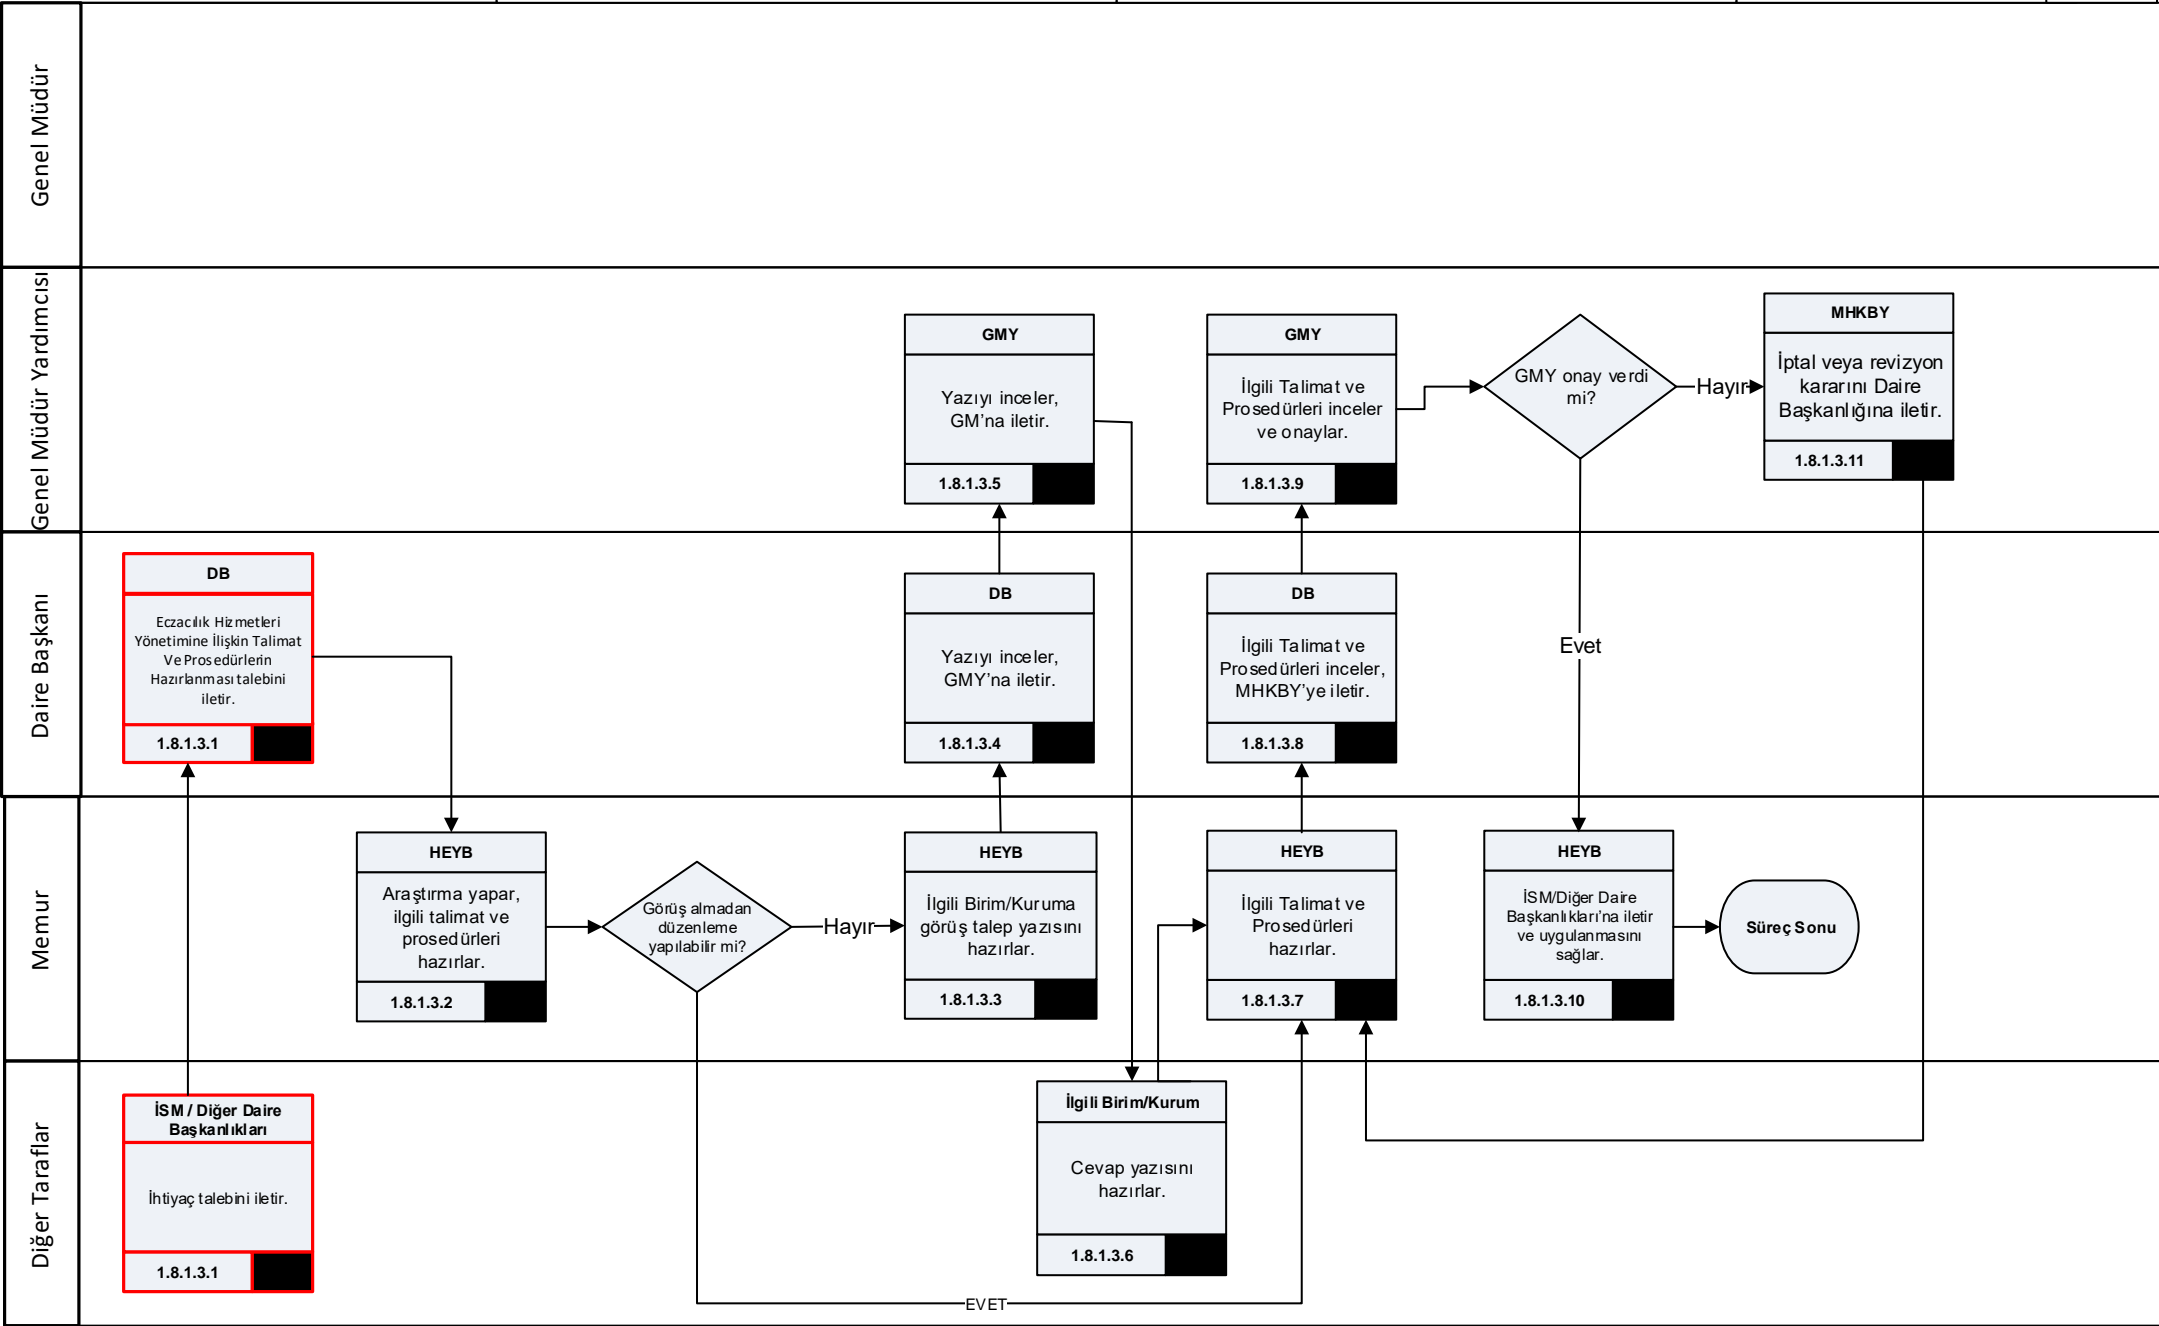 Genel Müdür
Genel Müdür Yardımcısı
GMY
Yazıyı inceler,
GM’na iletir.
1.8.1.3.5
GMY
İlgili Talimat ve
Prosedürleri inceler
ve onaylar.
1.8.1.3.9
GMY onay verdi
mi?
Hayır
MHKBY
İptal veya revizyon
kararını Daire
Başkanlığına iletir.
1.8.1.3.11
Evet
Daire Başkanı
DB
Eczacılık Hizmetleri
Yönetimine İlişkin Talimat
Ve Prosedürlerin
Hazırlanması talebini
iletir.
1.8.1.3.1
DB
Yazıyı inceler,
GMY’na iletir.
1.8.1.3.4
DB
İlgili Talimat ve
Prosedürleri inceler,
MHKBY’ye iletir.
1.8.1.3.8
Memur
HEYB
Araştırma yapar,
ilgili talimat ve
prosedürleri
hazırlar.
1.8.1.3.2
Görüş almadan
düzenleme
yapılabilir mi?
Hayır
HEYB
İlgili Birim/Kuruma
görüş talep yazısını
hazırlar.
1.8.1.3.3
HEYB
İlgili Talimat ve
Prosedürleri
hazırlar.
1.8.1.3.7
HEYB
İSM/Diğer Daire
Başkanlıkları’na iletir
ve uygulanmasını
sağlar.
1.8.1.3.10
Süreç Sonu
Diğer Taraflar
İSM / Diğer Daire
Başkanlıkları
İhtiyaç talebini iletir.
1.8.1.3.1
İlgili Birim/Kurum
Cevap yazısını
hazırlar.
1.8.1.3.6
EVET